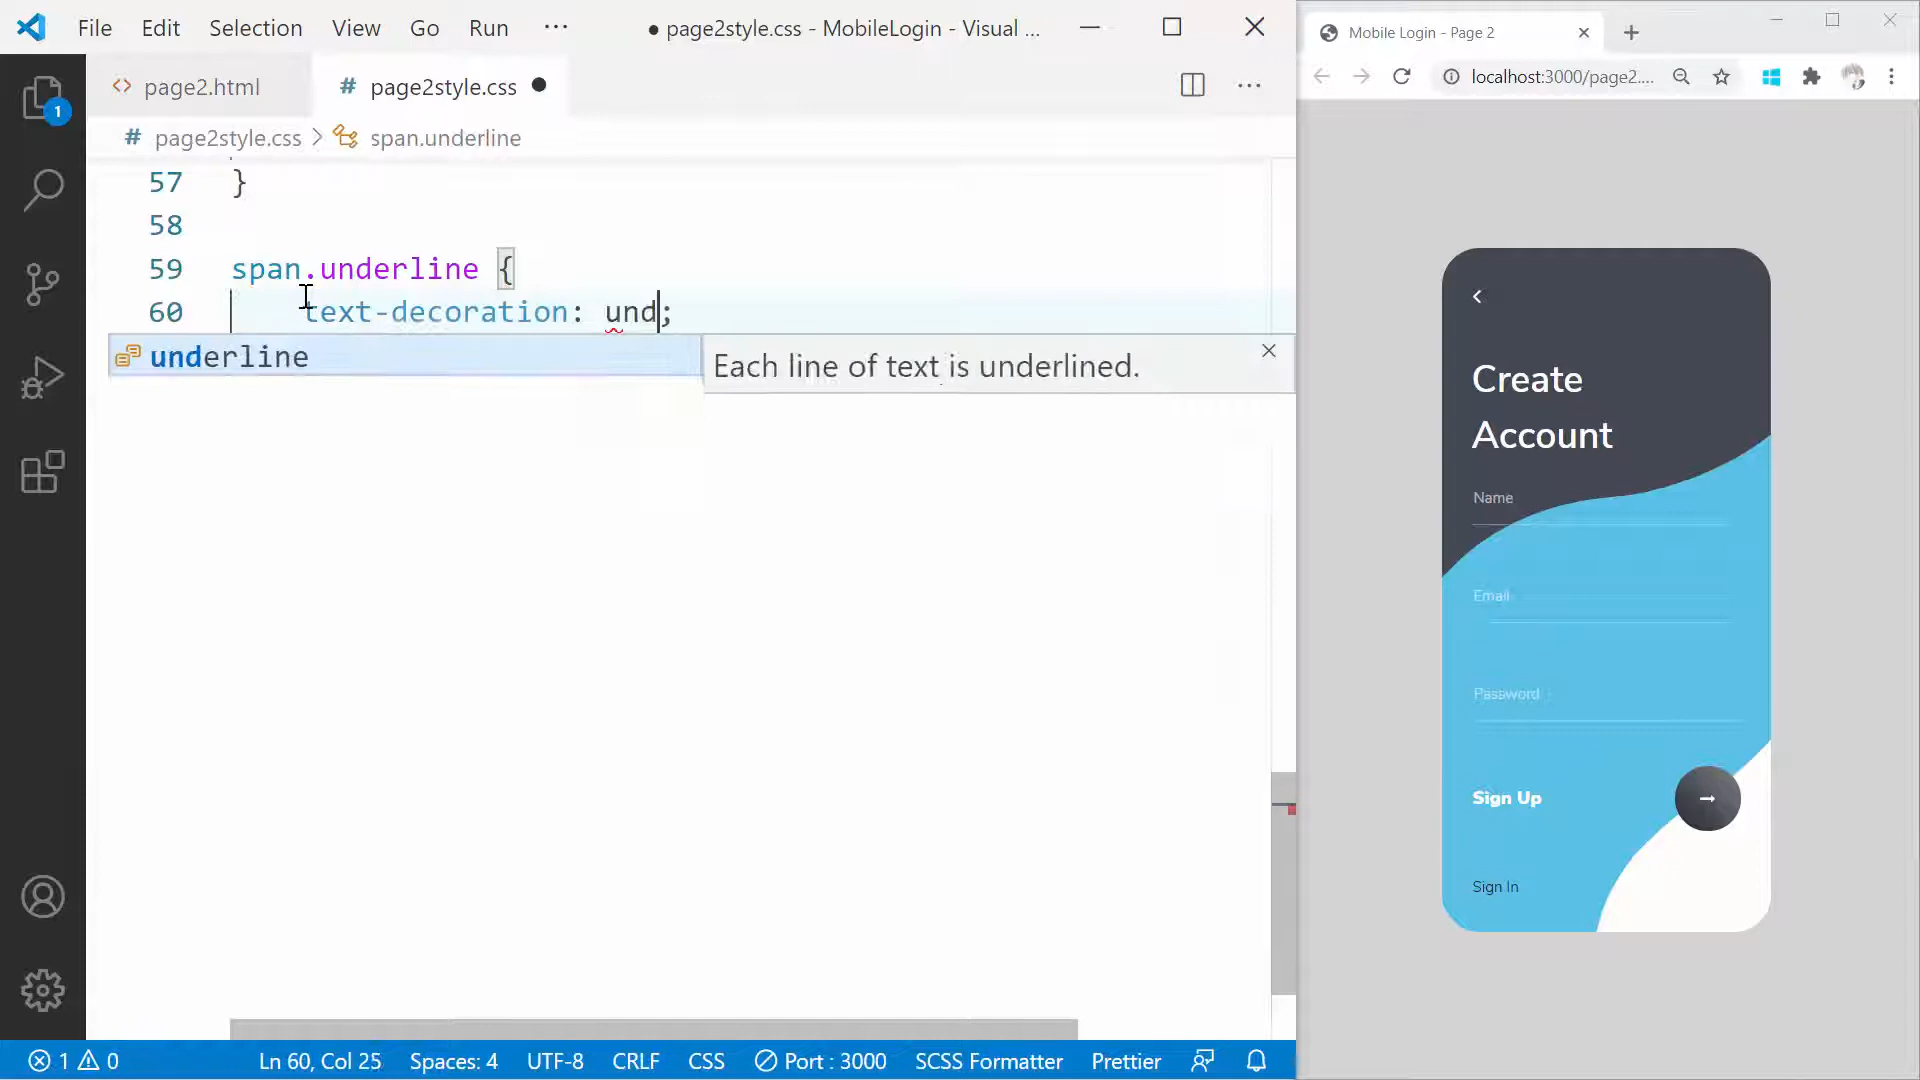 File Edit Selection View Go Run ··· ● page2style.css - MobileLogin - Visual ...
<> page2.html # page2style.css ● ···
# page2style.css > span.underline
57 }
58
59 span.underline {
60 text-decoration: und;
underline
Each line of text is underlined.
1
1 0 Ln 60, Col 25 Spaces: 4 UTF-8 CRLF CSS Port : 3000 SCSS Formatter Prettier
Mobile Login - Page 2
localhost:3000/page2....
Create
Account
Name
Email
Password
Sign Up
Sign In